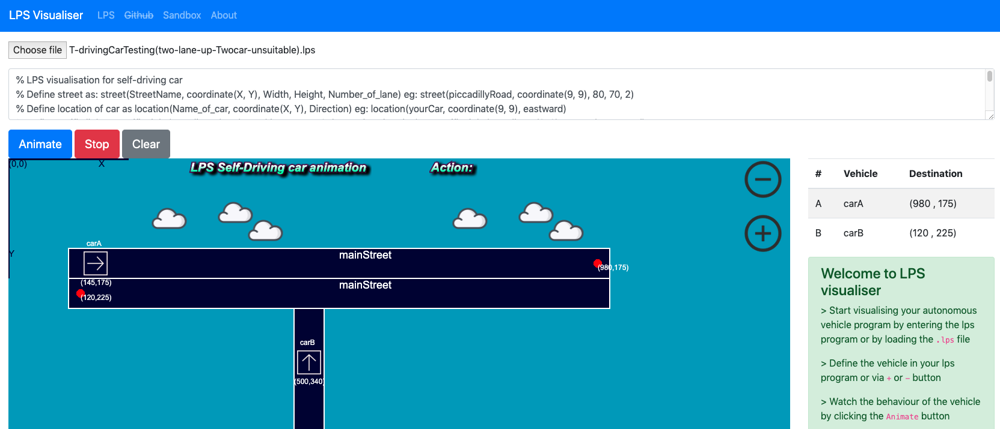 LPS Visualiser LPS Github Sandbox About
Choose file T-drivingCarTesting(two-lane-up-Twocar-unsuitable).lps
% LPS visualisation for self-driving car
% Define street as: street(StreetName, coordinate(X, Y), Width, Height, Number_of_lane) eg: street(piccadillyRoad, coordinate(9, 9), 80, 70, 2)
% Define location of car as location(Name_of_car, coordinate(X, Y), Direction) eg: location(yourCar, coordinate(9, 9), eastward)
Animate Stop Clear
(0,0) X
LPS Self-Driving car animation Action:
Y
carA
mainStreet
(145,175)
(980,175)
mainStreet
(120,225)
carB
(500,340)
# Vehicle Destination
A carA (980 , 175)
B carB (120 , 225)
Welcome to LPS
visualiser
> Start visualising your autonomous
vehicle program by entering the lps
program or by loading the .lps file
> Define the vehicle in your lps
program or via + or − button
> Watch the behaviour of the vehicle
by clicking the Animate button